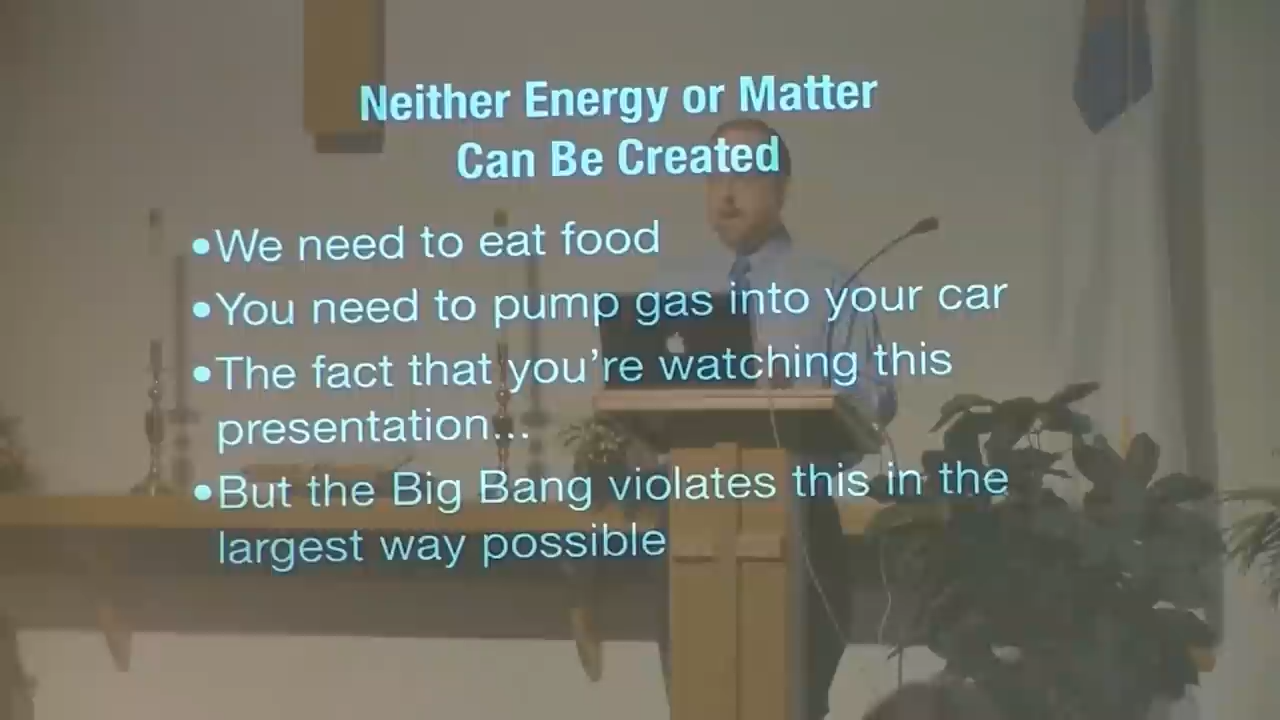 Neither Energy or Matter
Can Be Created
•We need to eat food
•You need to pump gas into your car
•The fact that you're watching this
presentation...
•But the Big Bang violates this in the
largest way possible